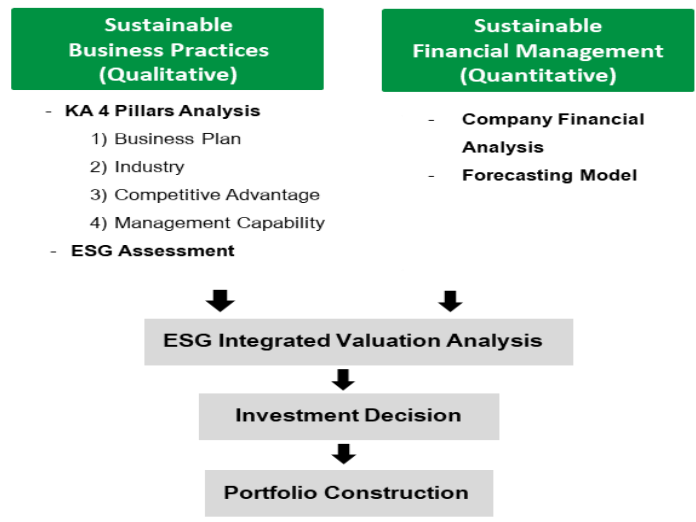 Sustainable
Business Practices
(Qualitative)
- KA 4 Pillars Analysis
1) Business Plan
2) Industry
3) Competitive Advantage
4) Management Capability
- ESG Assessment
Sustainable
Financial Management
(Quantitative)
- Company Financial
Analysis
- Forecasting Model
ESG Integrated Valuation Analysis
Investment Decision
Portfolio Construction